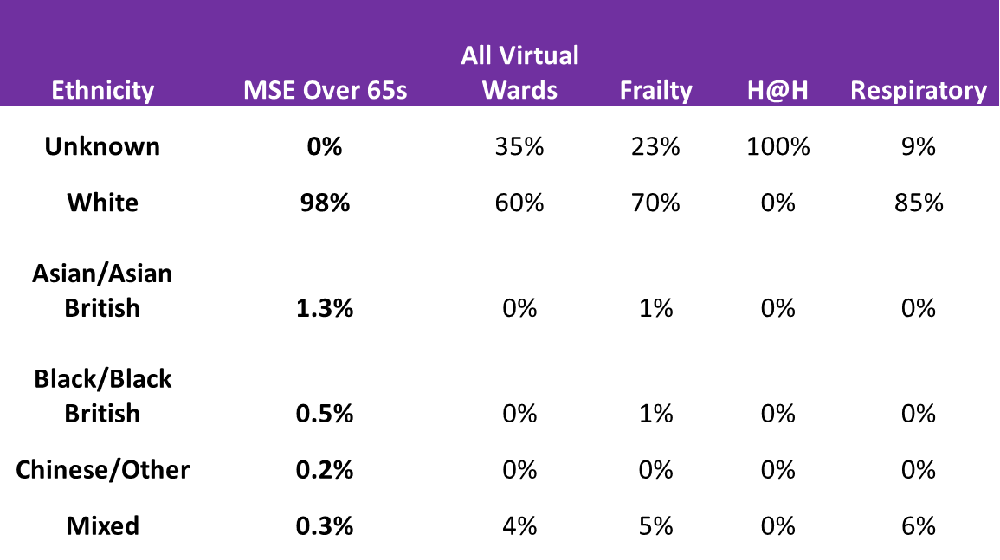 Ethnicity MSE Over 65s All Virtual Wards Frailty H@H Respiratory
Unknown 0% 35% 23% 100% 9%
White 98% 60% 70% 0% 85%
Asian/Asian
British 1.3% 0% 1% 0% 0%
Black/Black
British 0.5% 0% 1% 0% 0%
Chinese/Other 0.2% 0% 0% 0% 0%
Mixed 0.3% 4% 5% 0% 6%